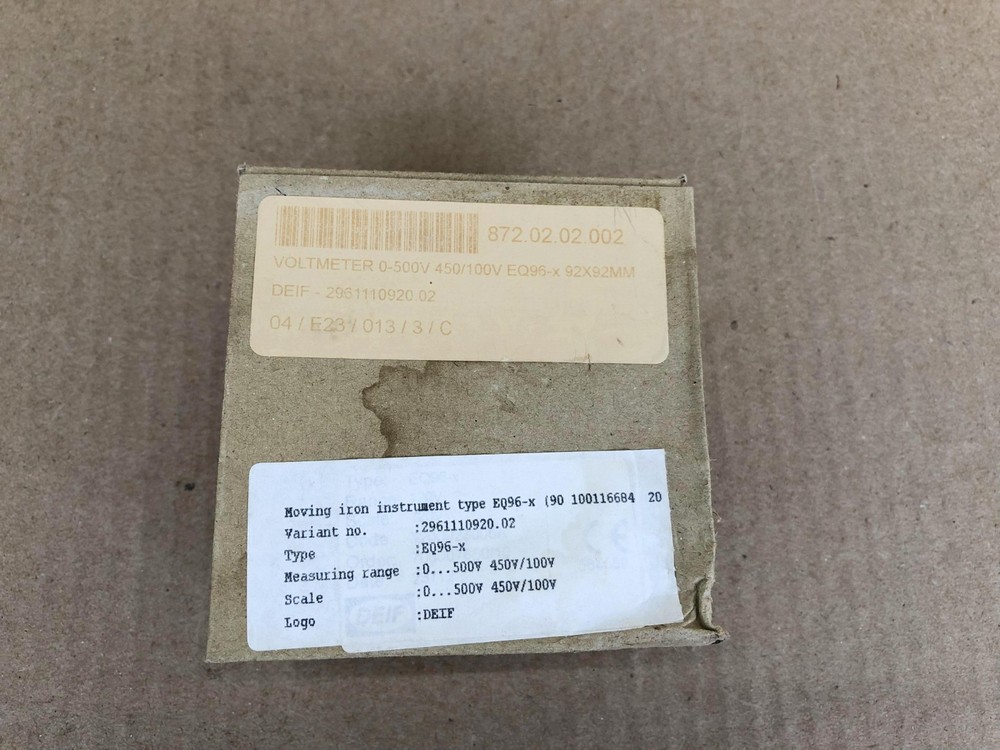 872.02.02.002
VOLTMETER 0-500V 450/100V EQ96-x 92X92MM
DEIF - 2961110920.02
04 / E23 / 013 / 3 / C
Moving iron instrument type EQ96-x (90 100116684 20
Variant no. :2961110920.02
Type :EQ96-x
Measuring range :0...500V 450V/100V
Scale :0...500V 450V/100V
Logo :DEIF
DEIF